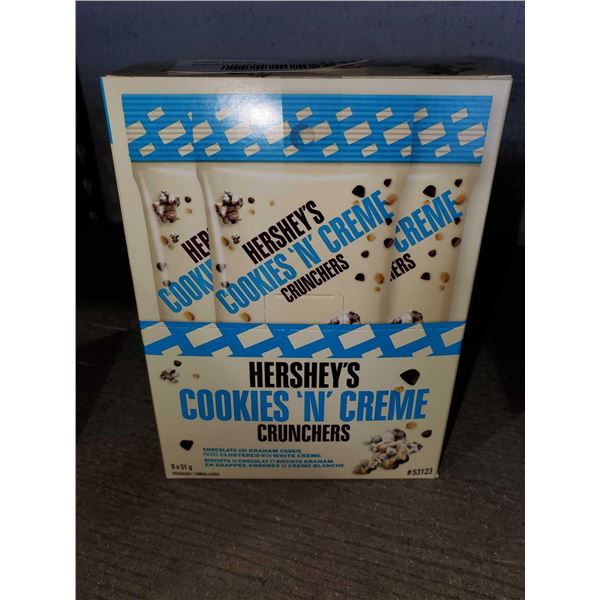 HERSHEY'S
COOKIES 'N' CREME
CRUNCHERS
HERSHEY'S
COOKIES 'N' CREME
CRUNCHERS
CHOCOLATE AND GRAHAM COOKIE
PIECES CLUSTERED WITH WHITE CRÈME
BISCUITS AU CHOCOLAT ET BISCUITS GRAHAM
EN GRAPPES, ENROBÉS DE CRÈME BLANCHE
8 x 51 g
PACKAGES / EMBALLAGES
#53123